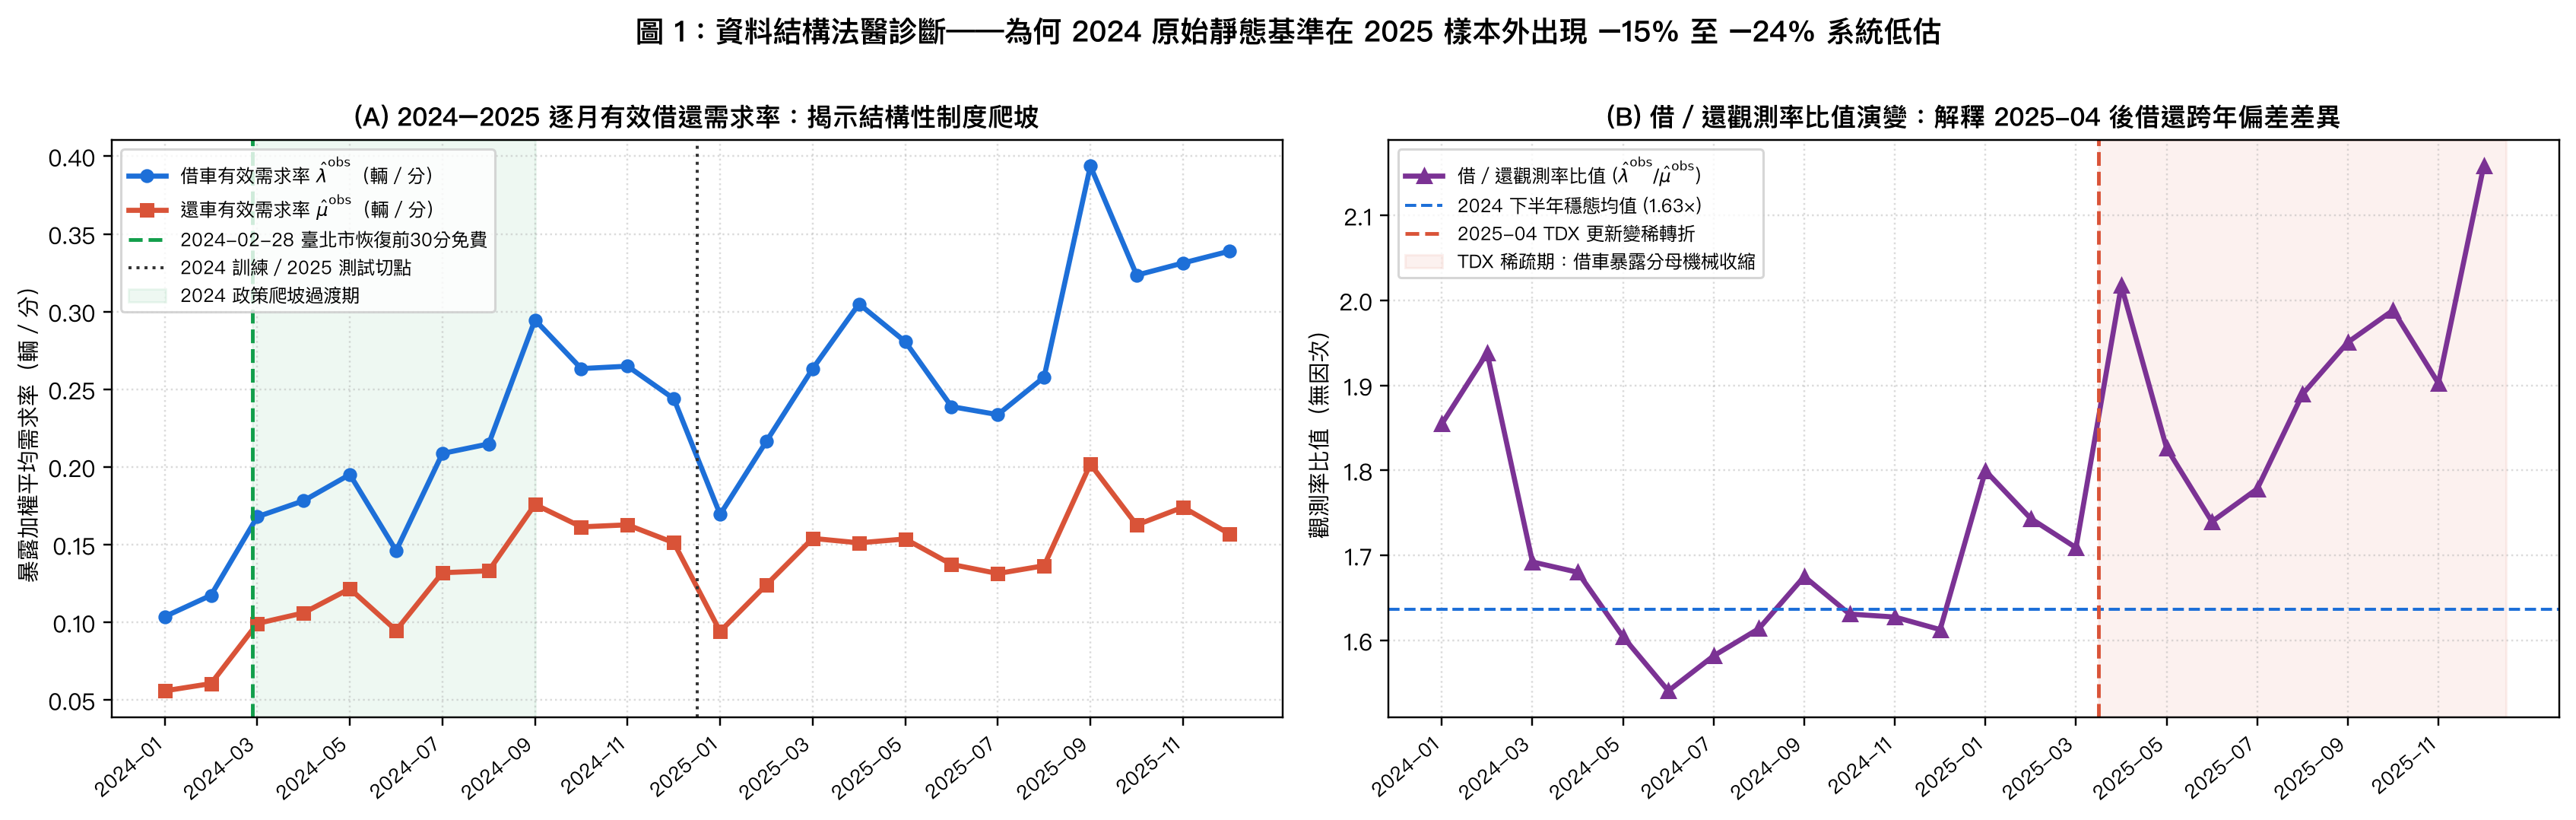 圖 1：資料結構法醫診斷——為何 2024 原始靜態基準在 2025 樣本外出現 −15% 至 −24% 系統低估
(A) 2024−2025 逐月有效借還需求率：揭示結構性制度爬坡
借車有效需求率 λ̂^obs（輛 / 分）
還車有效需求率 μ̂^obs（輛 / 分）
2024-02-28 臺北市恢復前30分免費
2024 訓練 / 2025 測試切點
2024 政策爬坡過渡期
暴露加權平均需求率（輛 / 分）
0.40
0.35
0.30
0.25
0.20
0.15
0.10
0.05
2024-01
2024-03
2024-05
2024-07
2024-09
2024-11
2025-01
2025-03
2025-05
2025-07
2025-09
2025-11
(B) 借 / 還觀測率比值演變：解釋 2025-04 後借還跨年偏差差異
借 / 還觀測率比值 (λ̂^obs/μ̂^obs)
2024 下半年穩態均值 (1.63×)
2025-04 TDX 更新變稀轉折
TDX 稀疏期：借車暴露分母機械收縮
觀測率比值（無因次）
2.1
2.0
1.9
1.8
1.7
1.6
2024-01
2024-03
2024-05
2024-07
2024-09
2024-11
2025-01
2025-03
2025-05
2025-07
2025-09
2025-11